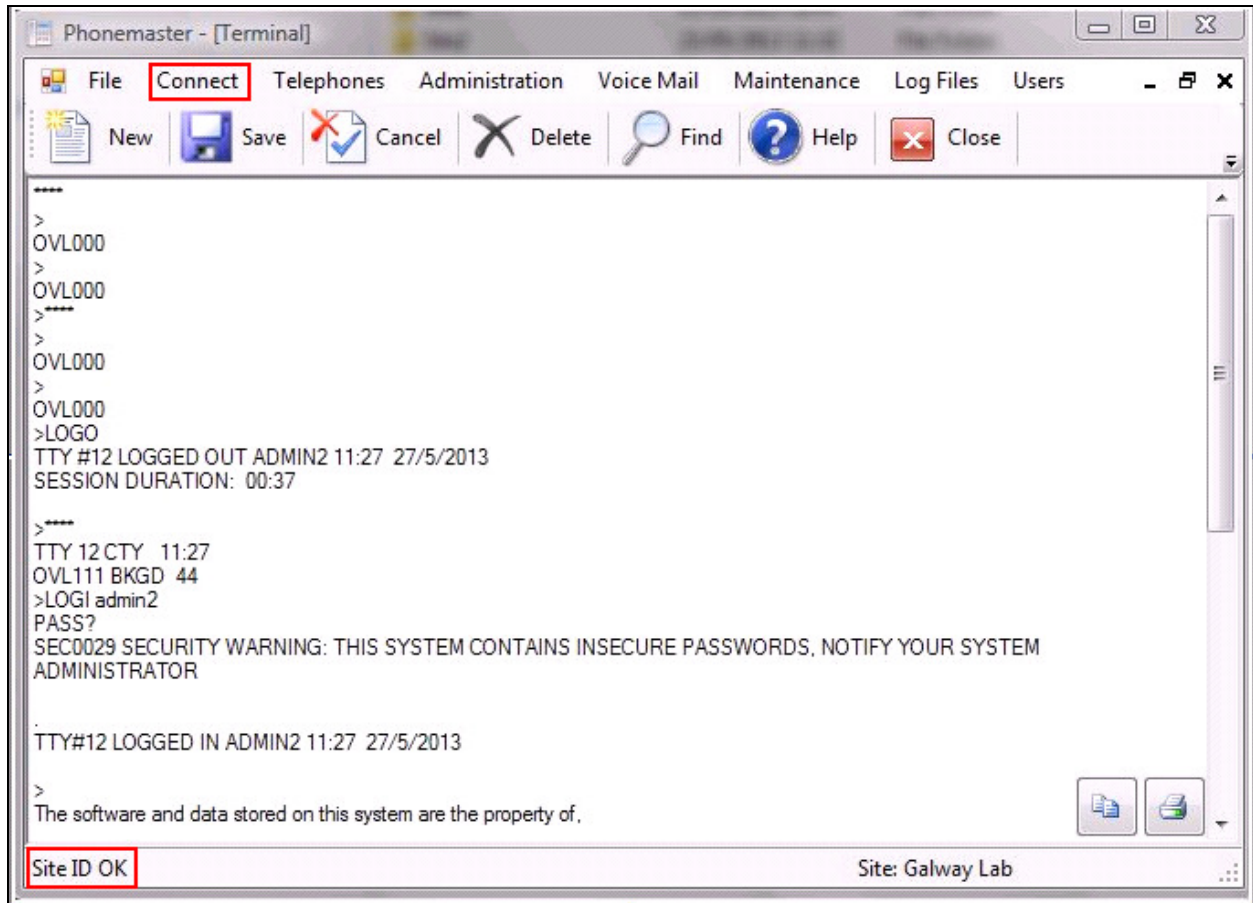 Phonemaster - [Terminal]
File Connect Telephones Administration Voice Mail Maintenance Log Files Users
New Save Cancel Delete Find Help Close
****
>
OVL000
>
OVL000
>****
>
OVL000
>
OVL000
>LOGO
TTY #12 LOGGED OUT ADMIN2 11:27 27/5/2013
SESSION DURATION: 00:37
>****
TTY 12 CTY 11:27
OVL111 BKGD 44
>LOGI admin2
PASS?
SEC0029 SECURITY WARNING: THIS SYSTEM CONTAINS INSECURE PASSWORDS, NOTIFY YOUR SYSTEM
ADMINISTRATOR
.
TTY#12 LOGGED IN ADMIN2 11:27 27/5/2013
>
The software and data stored on this system are the property of,
Site ID OK Site: Galway Lab